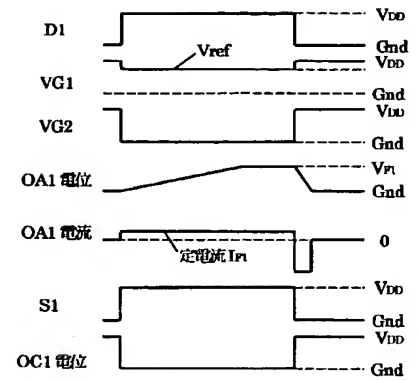 D1
VDD
Gnd
VDD
Vref
VG1
Gnd
VDD
VG2
Gnd
OA1 電位
VF1
Gnd
OA1 電流
0
定電流 IF1
S1
VDD
Gnd
VDD
OC1 電位
Gnd